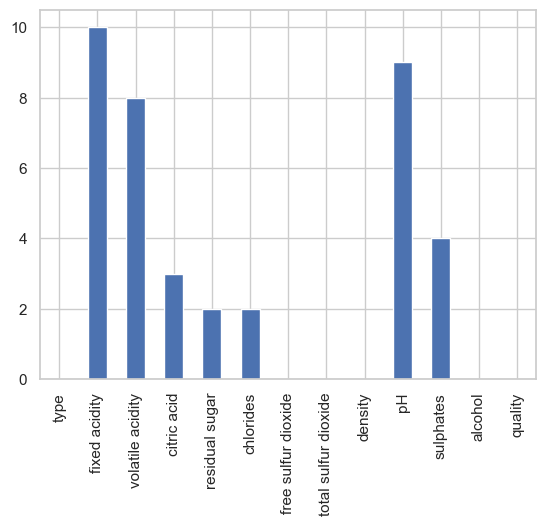 10
8
6
4
2
0
type
fixed acidity
volatile acidity
citric acid
residual sugar
chlorides
free sulfur dioxide
total sulfur dioxide
density
pH
sulphates
alcohol
quality